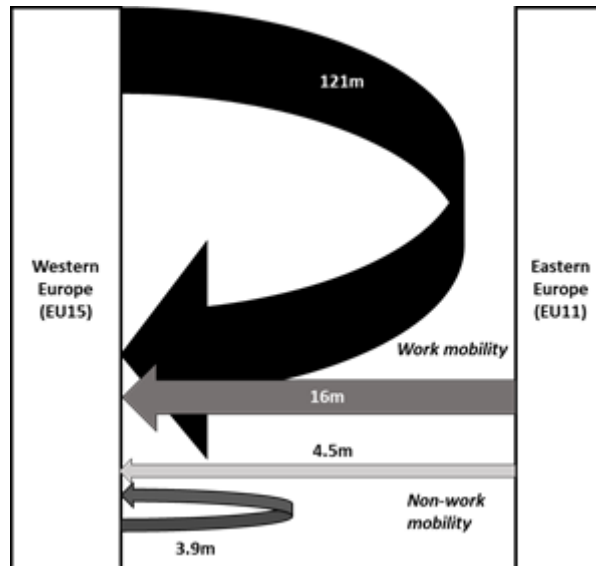 121m
Western
Europe
(EU15)
Eastern
Europe
(EU11)
Work mobility
16m
4.5m
Non-work
mobility
3.9m